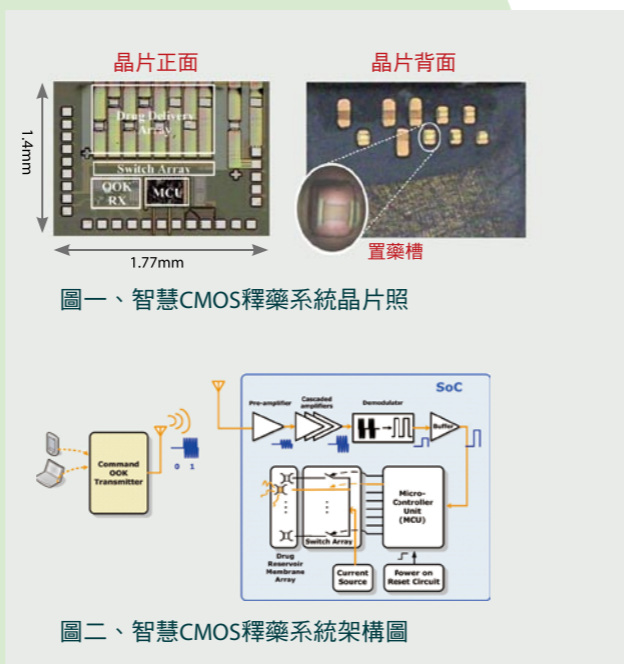 晶片正面
晶片背面
Drug Delivery
Array
Switch Array
OOK
RX
MCU
1.4mm
1.77mm
置藥槽
圖一、智慧CMOS釋藥系統晶片照
SoC
Pre-amplifier
Cascaded
amplifiers
Demodulator
Buffer
Command
OOK
Transmitter
0 1
Micro-
Controller
Unit
(MCU)
Switch Array
Drug
Reservoir
Membrane
Array
Current
Source
Power on
Reset Circuit
圖二、智慧CMOS釋藥系統架構圖